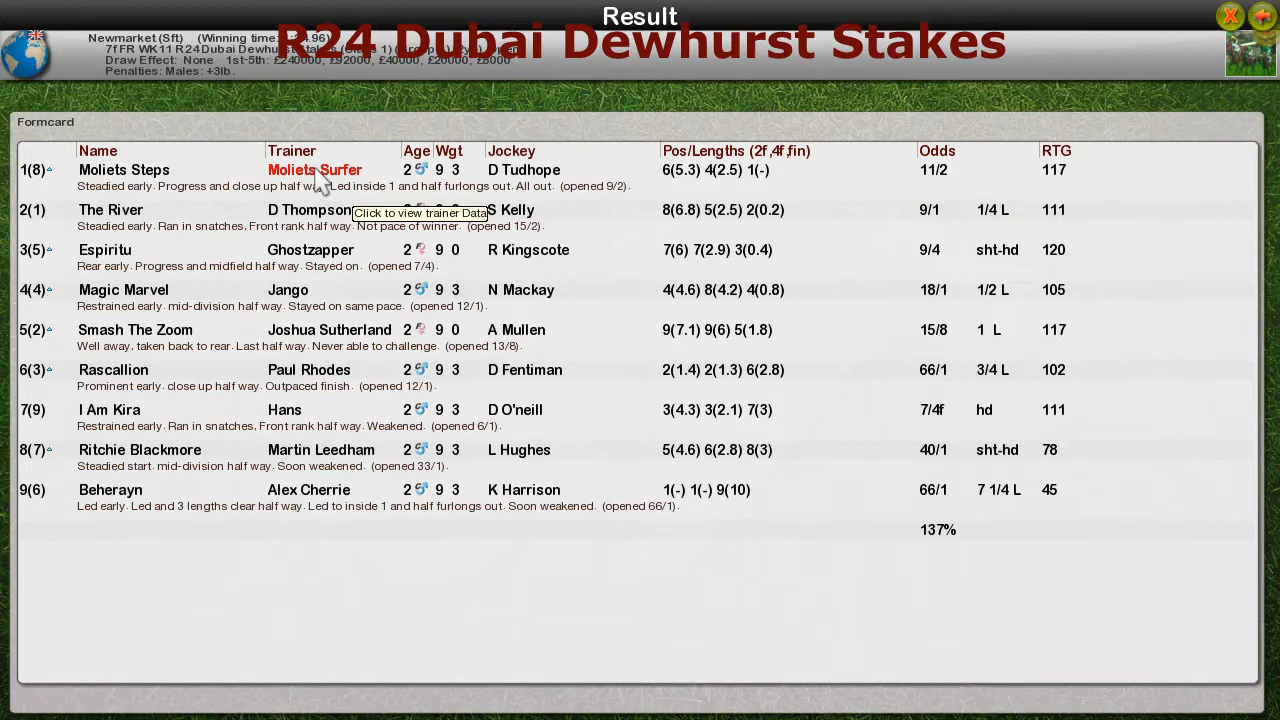 Result
R24 Dubai Dewhurst Stakes
Newmarket (Sft) (Winning time:
7f FR WK11 R24 Dubai Dewhurst Stakes
Draw Effect: None 1st-5th: £240000, £92000, £40000, £20000, £8000
Penalties: Males: +3lb.
Formcard
Name Trainer Age Wgt Jockey Pos/Lengths (2f,4f,fin) Odds RTG
1(8) Moliets Steps Moliets Surfer 2 9 3 D Tudhope 6(5.3) 4(2.5) 1(-) 11/2 117
Steadied early. Progress and close up half way. Led inside 1 and half furlongs out. All out. (opened 9/2).
2(1) The River D Thompson S Kelly 8(6.8) 5(2.5) 2(0.2) 9/1 1/4 L 111
Click to view trainer Data
Steadied early. Ran in snatches, Front rank half way. Not pace of winner. (opened 15/2).
3(5) Espiritu Ghostzapper 2 9 0 R Kingscote 7(6) 7(2.9) 3(0.4) 9/4 sht-hd 120
Rear early. Progress and midfield half way. Stayed on. (opened 7/4).
4(4) Magic Marvel Jango 2 9 3 N Mackay 4(4.6) 8(4.2) 4(0.8) 18/1 1/2 L 105
Restrained early. mid-division half way. Stayed on same pace. (opened 12/1).
5(2) Smash The Zoom Joshua Sutherland 2 9 0 A Mullen 9(7.1) 9(6) 5(1.8) 15/8 1 L 117
Well away, taken back to rear. Last half way. Never able to challenge. (opened 13/8).
6(3) Rascallion Paul Rhodes 2 9 3 D Fentiman 2(1.4) 2(1.3) 6(2.8) 66/1 3/4 L 102
Prominent early. close up half way. Outpaced finish. (opened 12/1).
7(9) I Am Kira Hans 2 9 3 D O'neill 3(4.3) 3(2.1) 7(3) 7/4f hd 111
Restrained early. Ran in snatches, Front rank half way. Weakened. (opened 6/1).
8(7) Ritchie Blackmore Martin Leedham 2 9 3 L Hughes 5(4.6) 6(2.8) 8(3) 40/1 sht-hd 78
Steadied start. mid-division half way. Soon weakened. (opened 33/1).
9(6) Beherayn Alex Cherrie 2 9 3 K Harrison 1(-) 1(-) 9(10) 66/1 7 1/4 L 45
Led early. Led and 3 lengths clear half way. Led to inside 1 and half furlongs out. Soon weakened. (opened 66/1).
137%